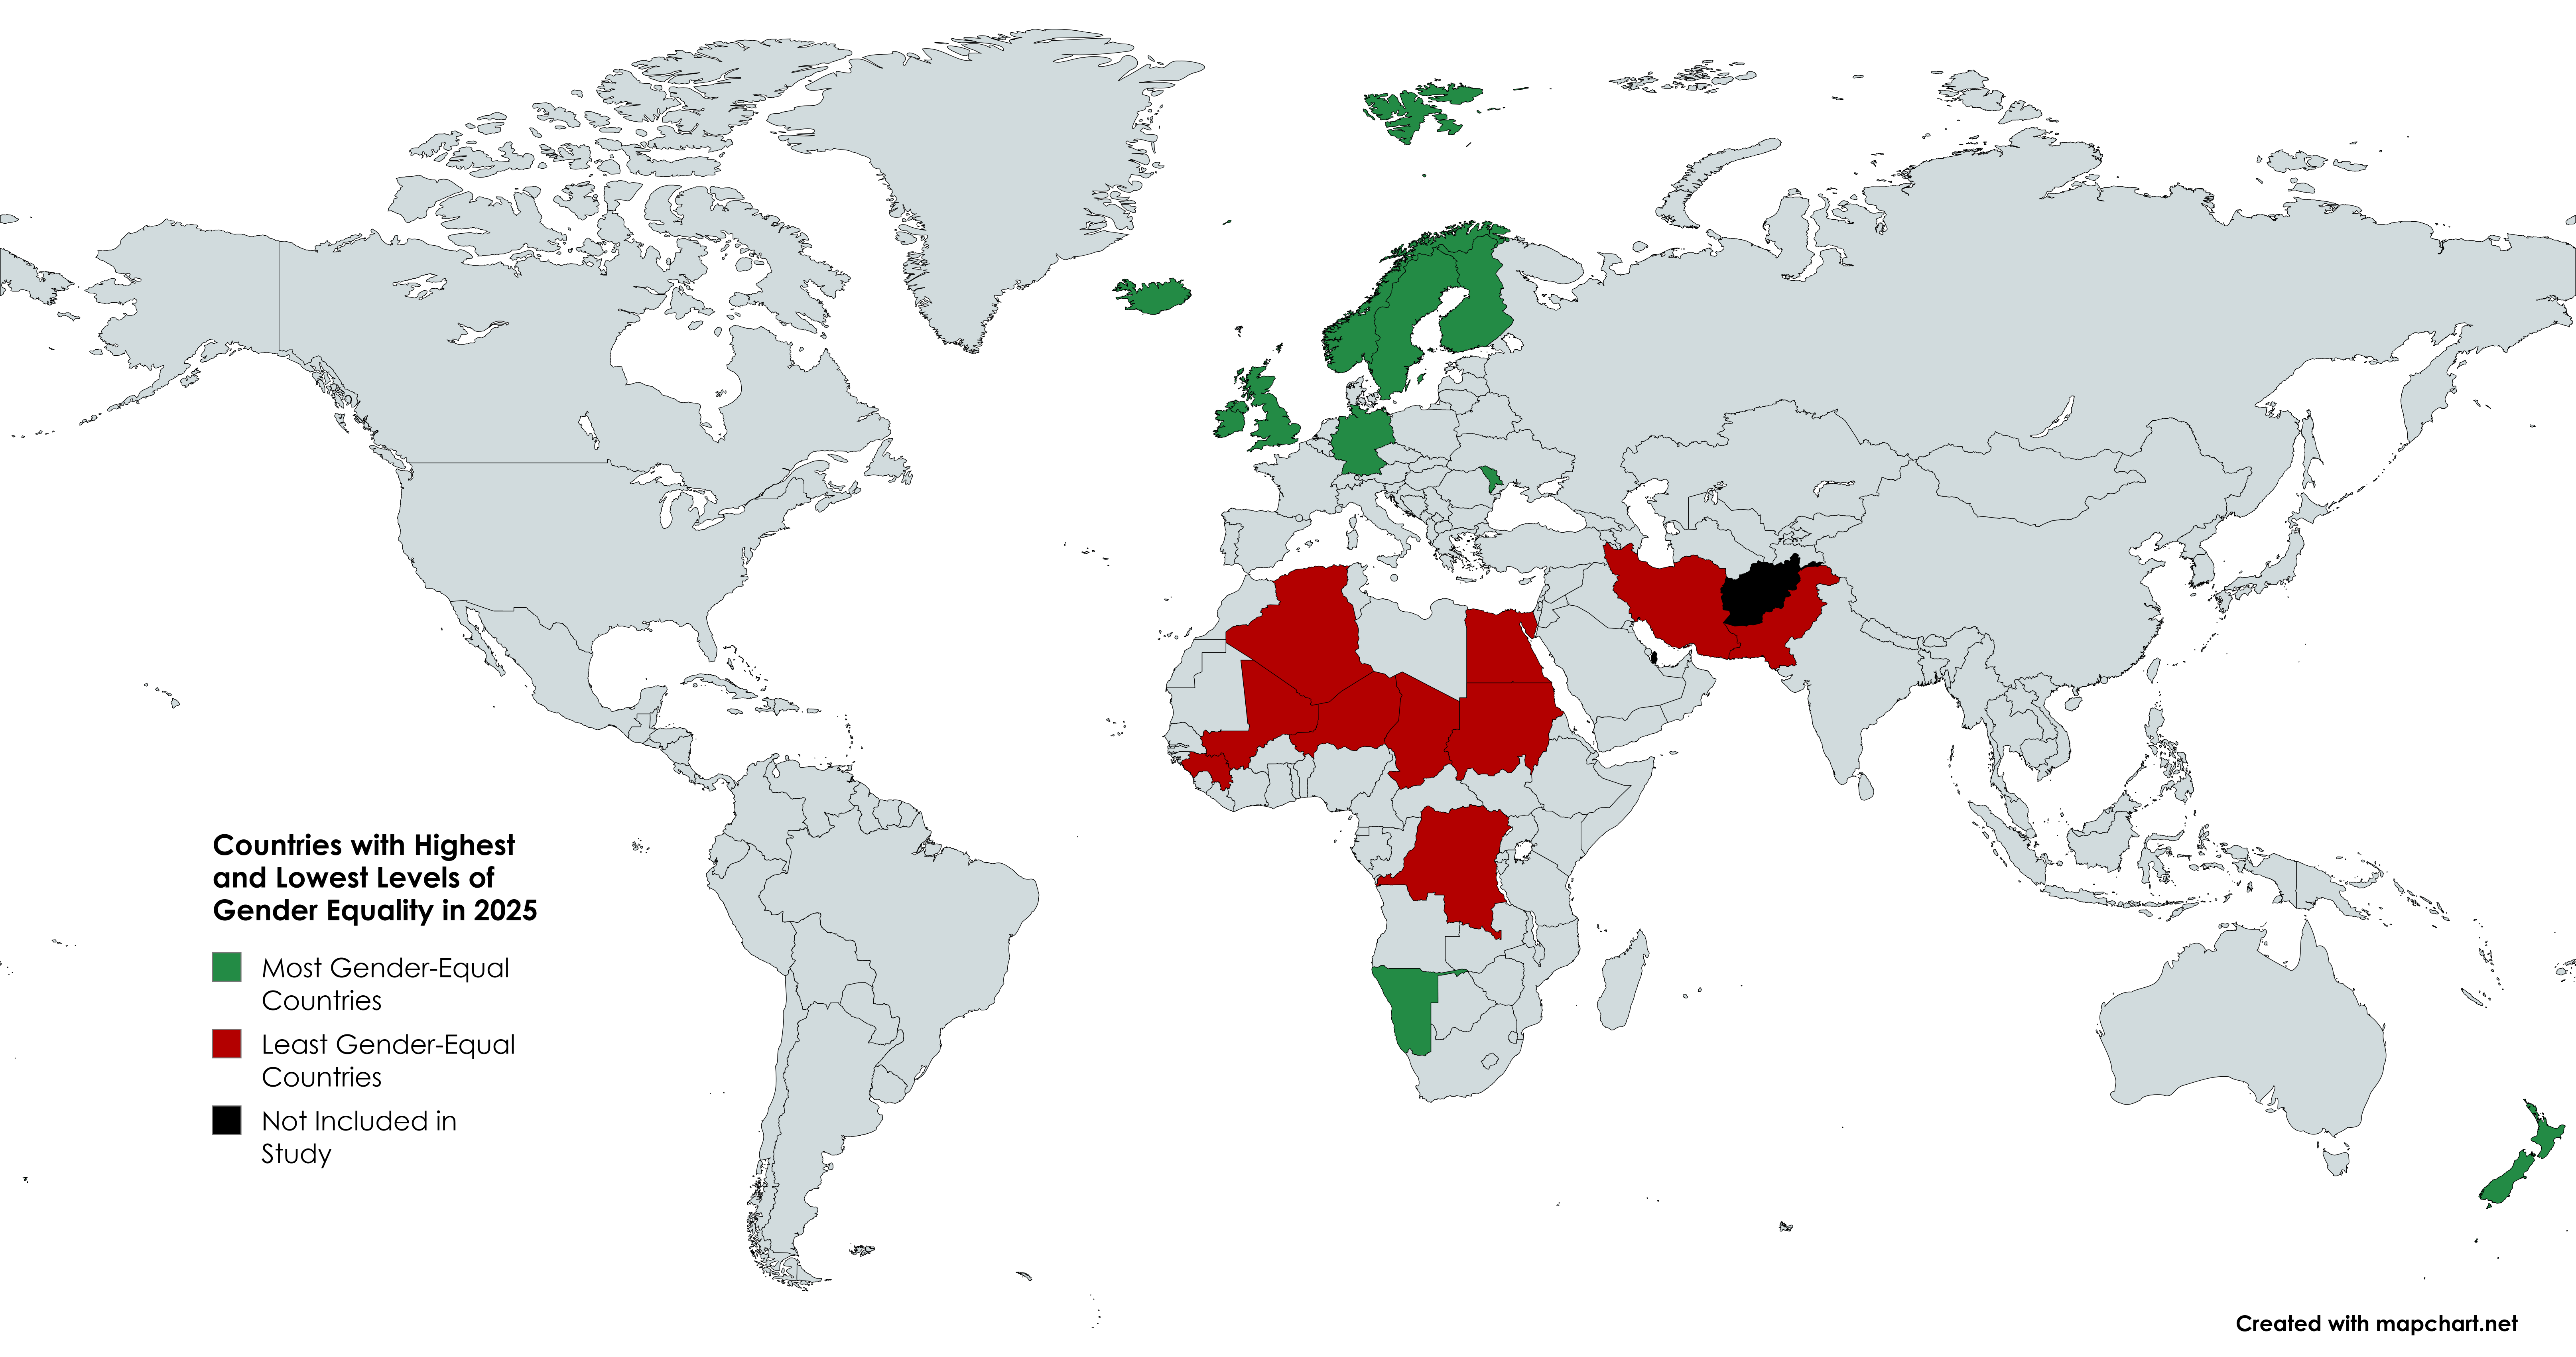 Countries with Highest
and Lowest Levels of
Gender Equality in 2025
Most Gender-Equal
Countries
Least Gender-Equal
Countries
Not Included in
Study
Created with mapchart.net